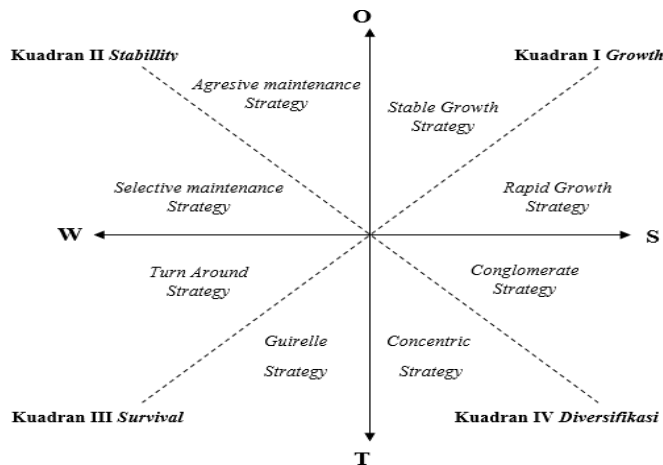 O
Kuadran II Stabillity
Kuadran I Growth
Agresive maintenance
Strategy
Stable Growth
Strategy
Selective maintenance
Strategy
Rapid Growth
Strategy
W
S
Turn Around
Strategy
Conglomerate
Strategy
Guirelle
Strategy
Concentric
Strategy
Kuadran III Survival
Kuadran IV Diversifikasi
T